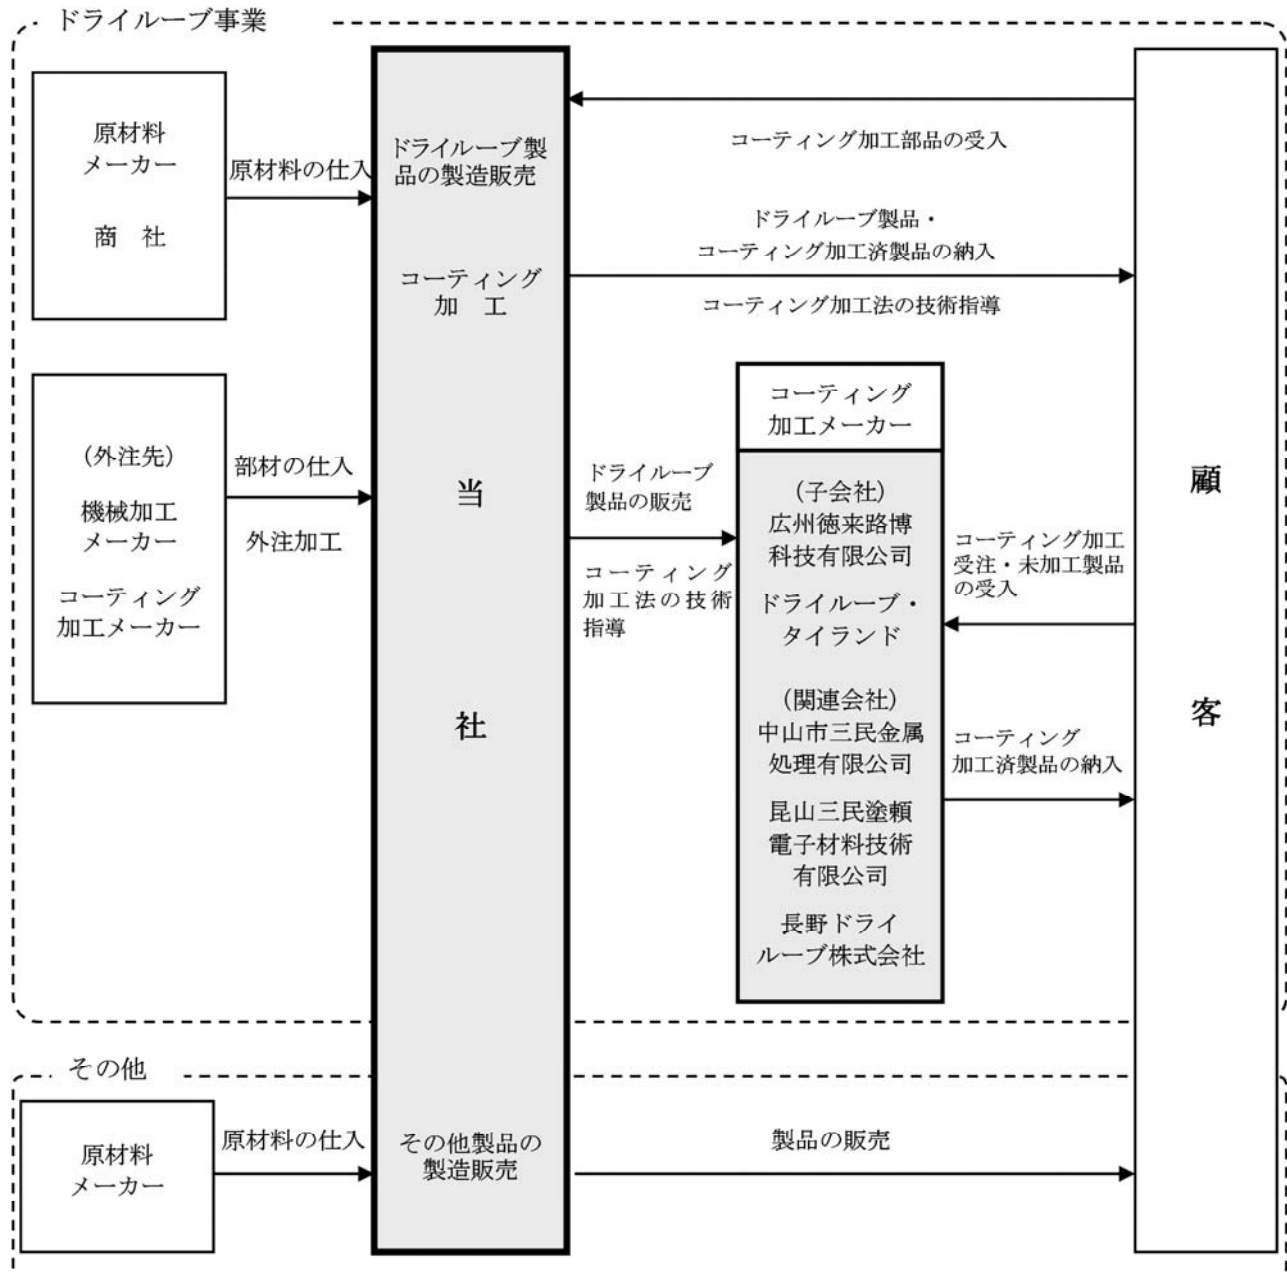 ドライルーブ事業
原材料
メーカー
商　社
原材料の仕入
ドライルーブ製
品の製造販売
コーティング
加　工
コーティング加工部品の受入
ドライルーブ製品・
コーティング加工済製品の納入
コーティング加工法の技術指導
(外注先)
機械加工
メーカー
コーティング
加工メーカー
部材の仕入
外注加工
当
社
ドライルーブ
製品の販売
コーティング
加工法の技術
指導
コーティング
加工メーカー
(子会社)
広州徳来路博
科技有限公司
ドライルーブ・
タイランド
(関連会社)
中山市三民金属
処理有限公司
昆山三民塗頼
電子材料技術
有限公司
長野ドライ
ルーブ株式会社
コーティング加工
受注・未加工製品
の受入
コーティング
加工済製品の納入
顧
客
その他
原材料
メーカー
原材料の仕入
その他製品の
製造販売
製品の販売